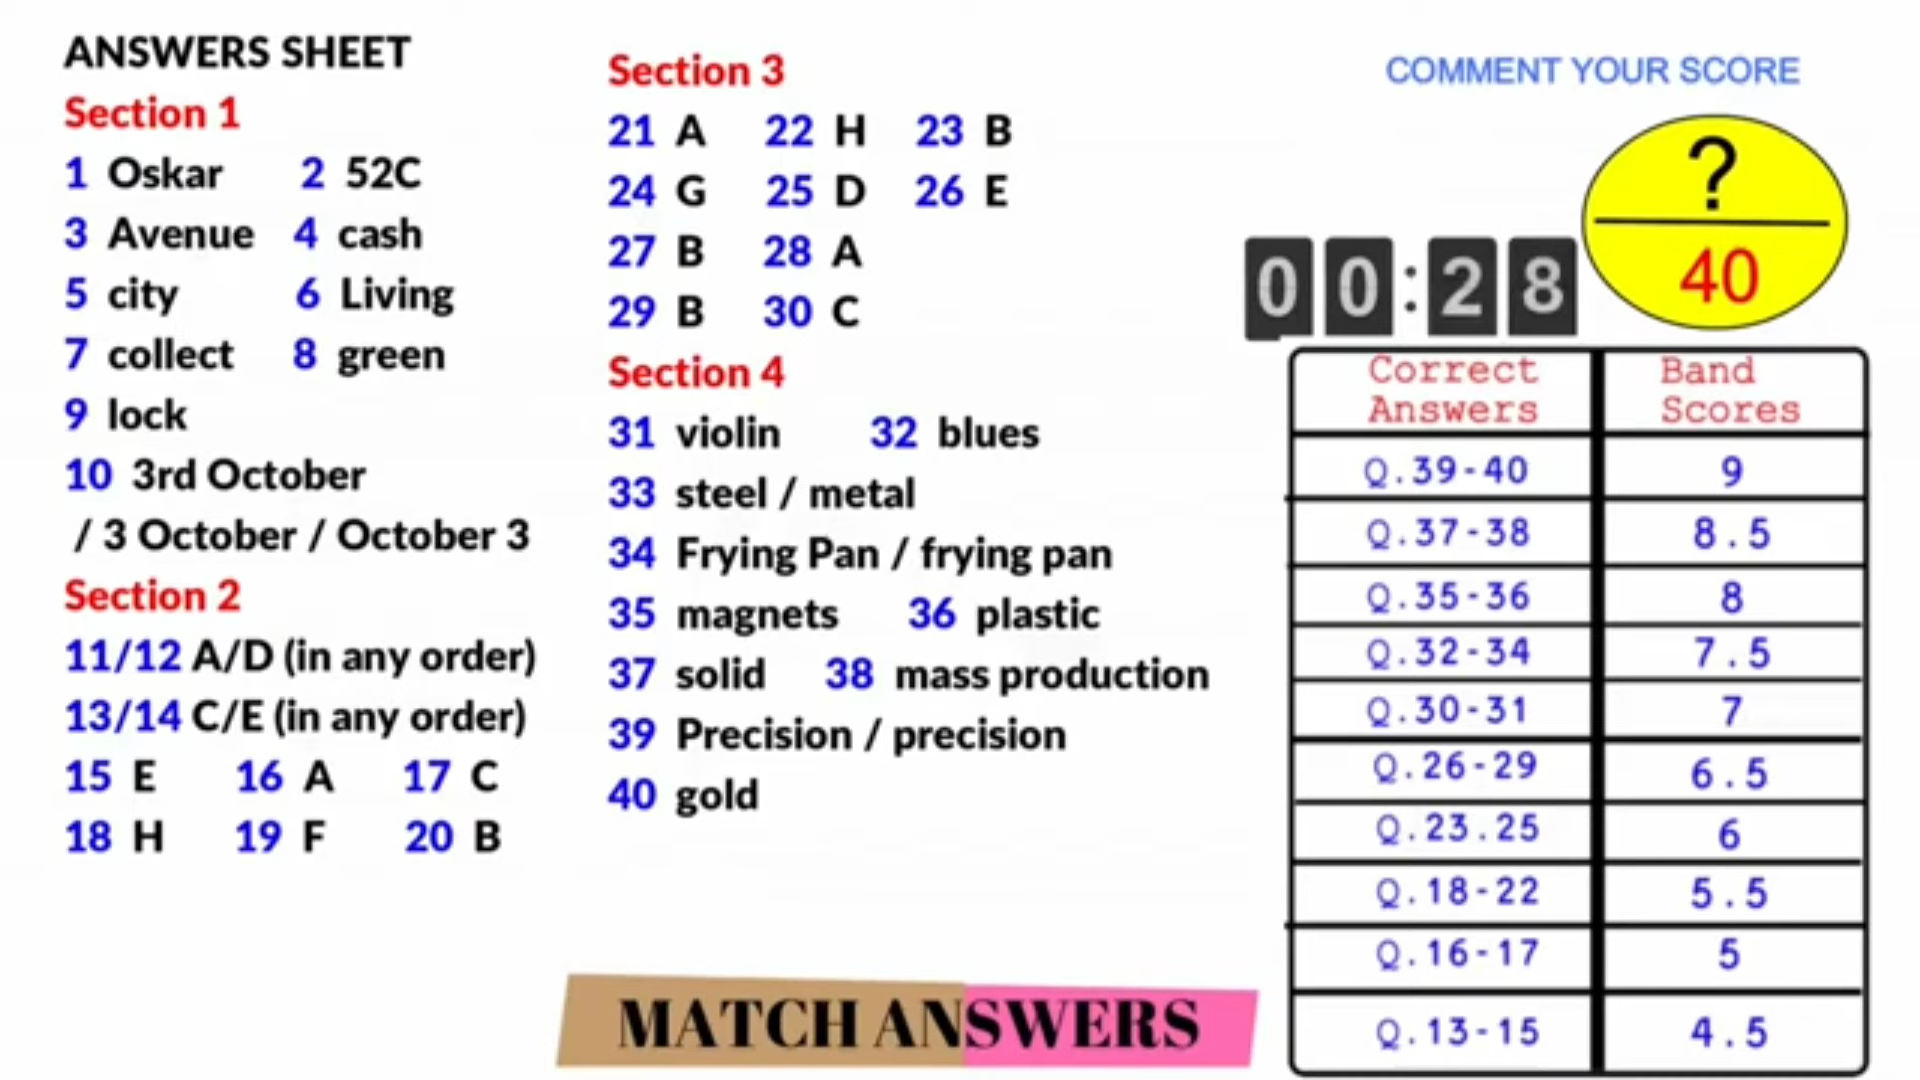 ANSWERS SHEET
Section 1
1 Oskar 2 52C
3 Avenue 4 cash
5 city 6 Living
7 collect 8 green
9 lock
10 3rd October
/ 3 October / October 3
Section 2
11/12 A/D (in any order)
13/14 C/E (in any order)
15 E 16 A 17 C
18 H 19 F 20 B
Section 3
21 A 22 H 23 B
24 G 25 D 26 E
27 B 28 A
29 B 30 C
Section 4
31 violin 32 blues
33 steel / metal
34 Frying Pan / frying pan
35 magnets 36 plastic
37 solid 38 mass production
39 Precision / precision
40 gold
MATCH ANSWERS
COMMENT YOUR SCORE
?
40
00:28
Correct Answers Band Scores
Q.39-40 9
Q.37-38 8.5
Q.35-36 8
Q.32-34 7.5
Q.30-31 7
Q.26-29 6.5
Q.23.25 6
Q.18-22 5.5
Q.16-17 5
Q.13-15 4.5